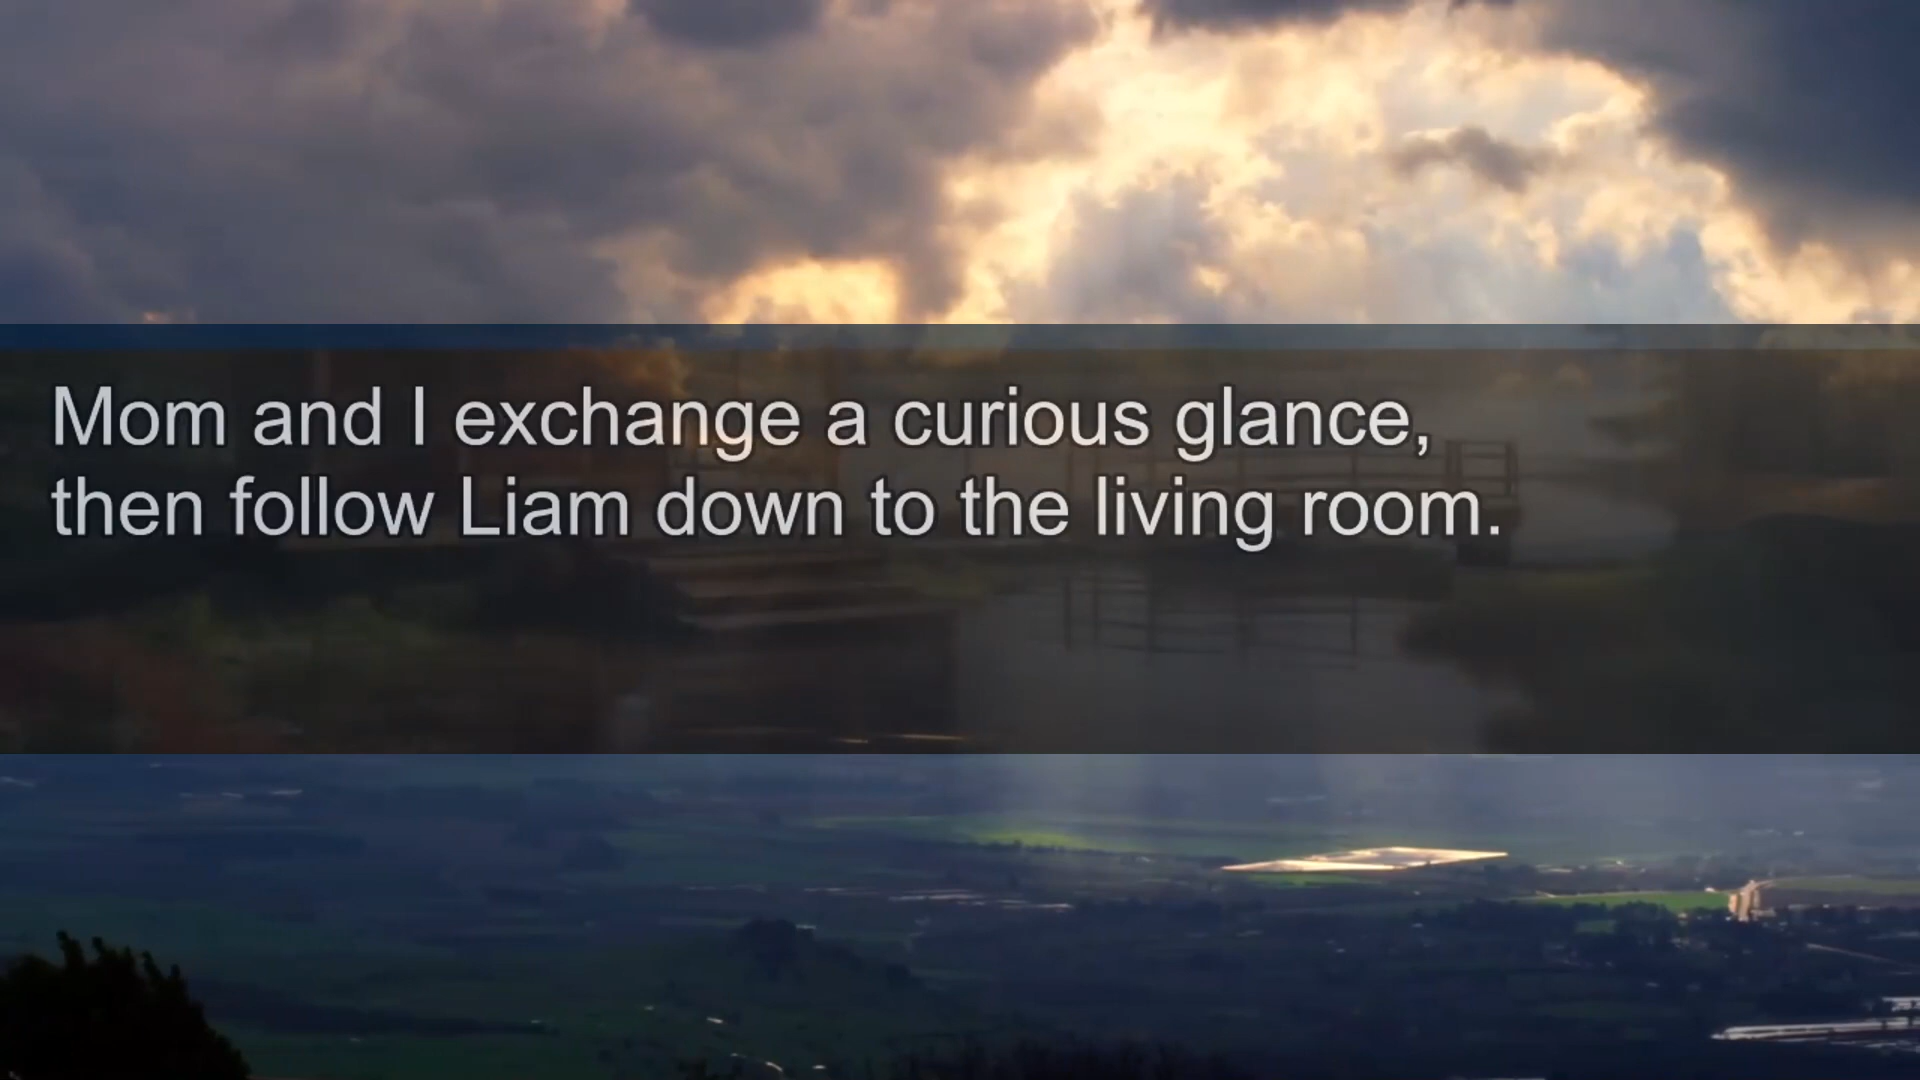 Mom and I exchange a curious glance,
then follow Liam down to the living room.